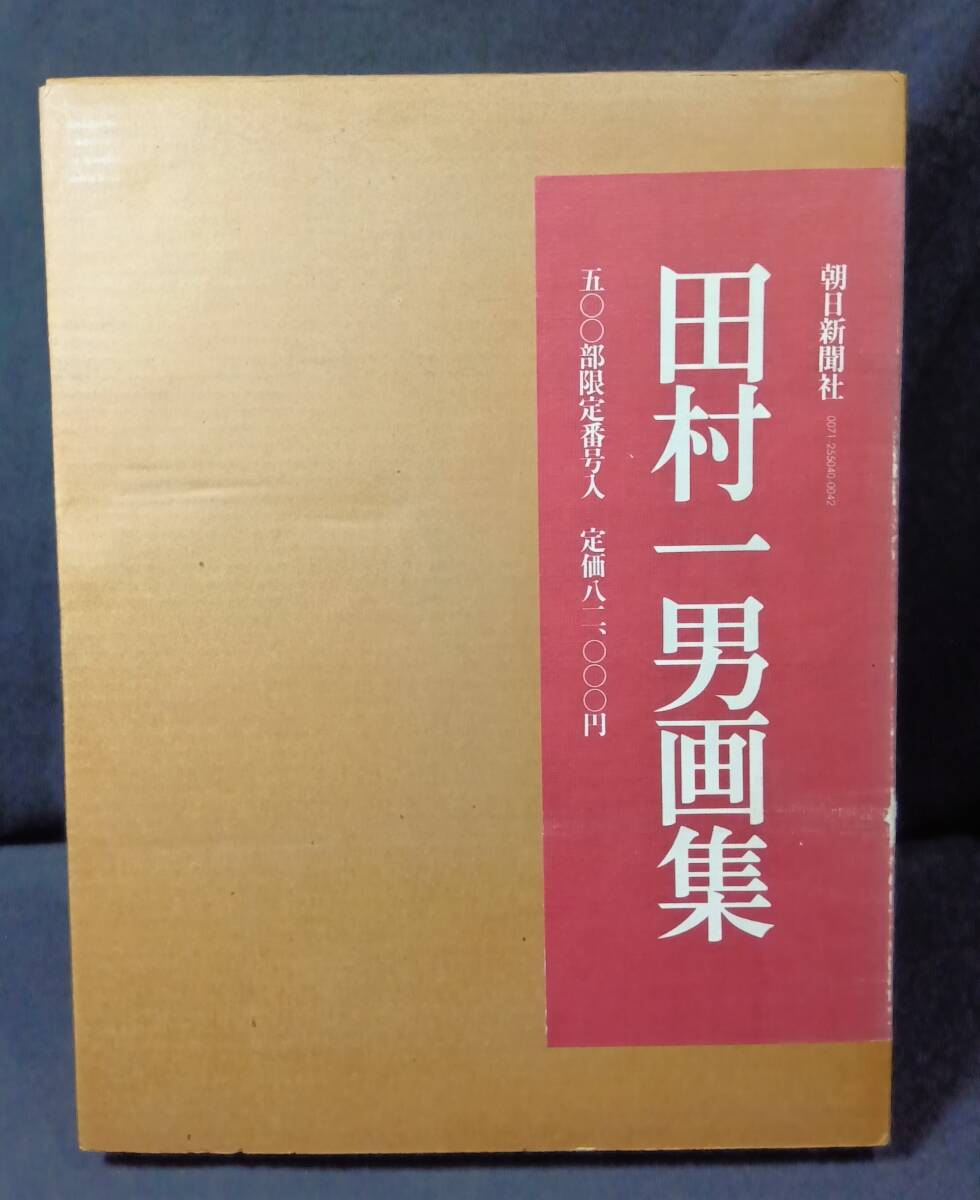 朝日新聞社
0071-255040-0042
田村一男画集
五〇〇部限定番号入 定価八二、〇〇〇円